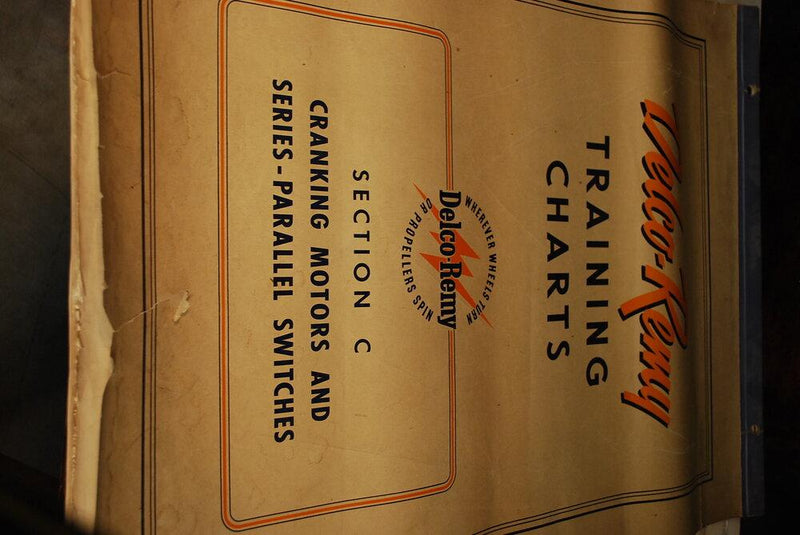 Delco-Remy
TRAINING
CHARTS
WHEREVER WHEELS TURN
Delco-Remy
OR PROPELLERS SPIN
SECTION C
CRANKING MOTORS AND
SERIES-PARALLEL SWITCHES